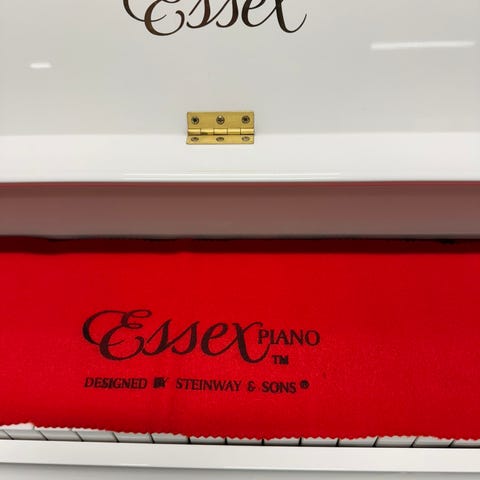 Essex
Essex PIANO
TM
DESIGNED BY STEINWAY & SONS ®